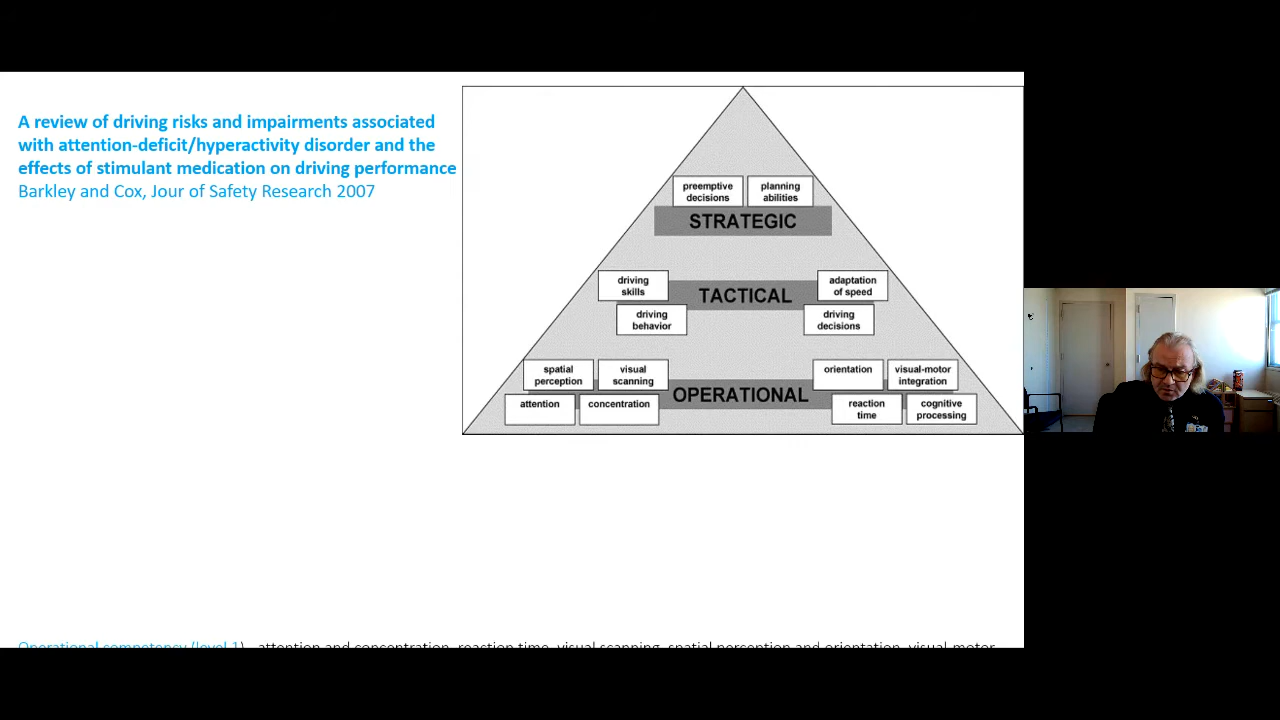 A review of driving risks and impairments associated
with attention-deficit/hyperactivity disorder and the
effects of stimulant medication on driving performance
Barkley and Cox, Jour of Safety Research 2007
preemptive
decisions
planning
abilities
STRATEGIC
driving
skills
TACTICAL
adaptation
of speed
driving
behavior
driving
decisions
spatial
perception
visual
scanning
OPERATIONAL
orientation
visual-motor
integration
attention
concentration
reaction
time
cognitive
processing
Operational competency (level 1) - attention and concentration, reaction time, visual scanning, spatial perception and orientation, visual-motor